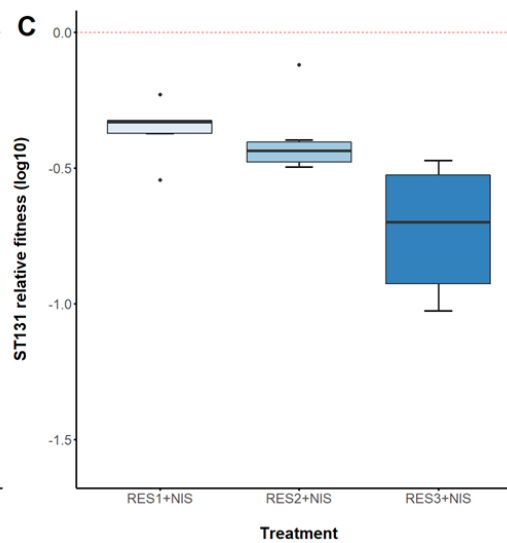 C
0.0
-0.5
-1.0
-1.5
ST131 relative fitness (log10)
RES1+NIS RES2+NIS RES3+NIS
Treatment